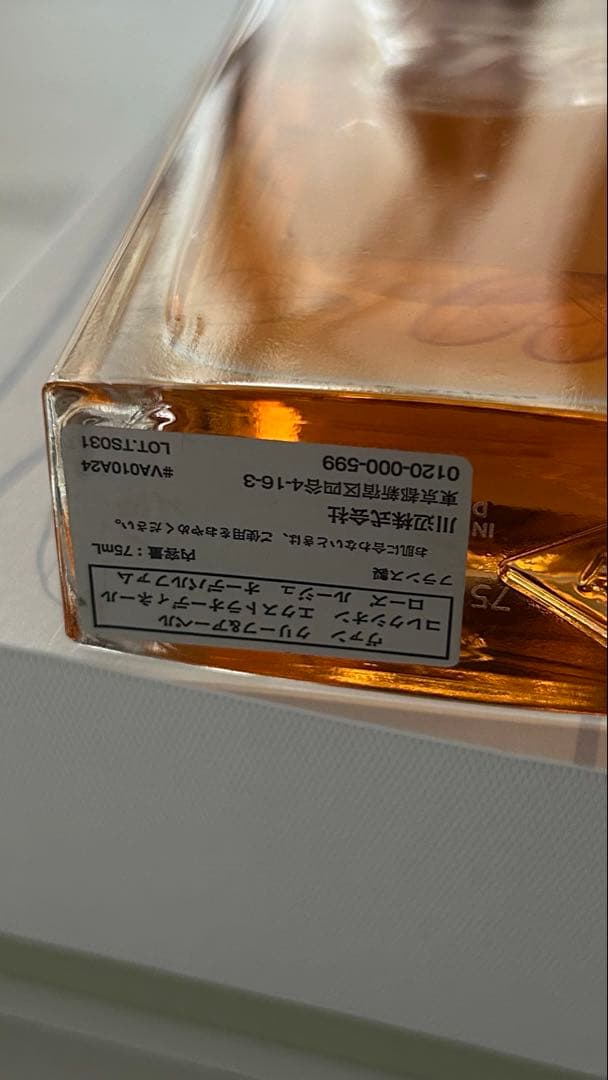 ヴァン クリーフ&アーペル
コレクシオン エクストラオーディネール
ローズ ルージュ オーデパルファム
フランス製
内容量：75mL
お肌に合わないときは、ご使用をおやめください。
川辺株式会社
東京都新宿区四谷4-16-3
#VA010A24
0120-000-599
LOT.TS031
75
IN